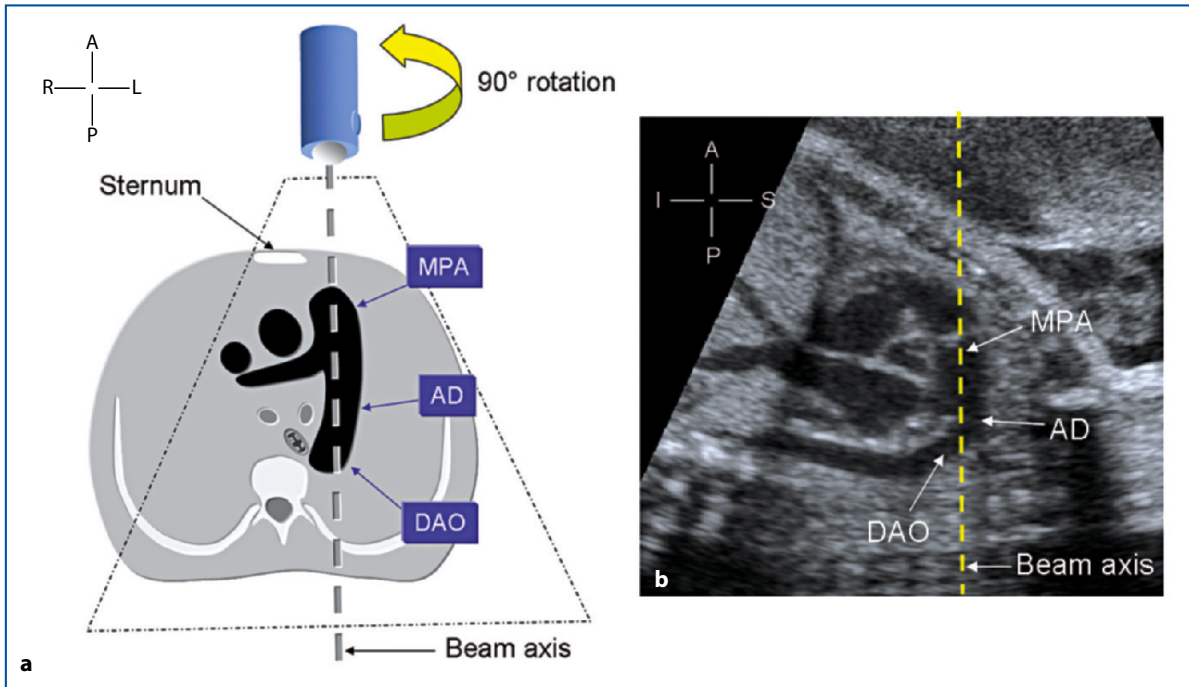 A
R L
P
90° rotation
Sternum
MPA
AD
DAO
Beam axis
a
A
I S
P
MPA
AD
DAO
Beam axis
b